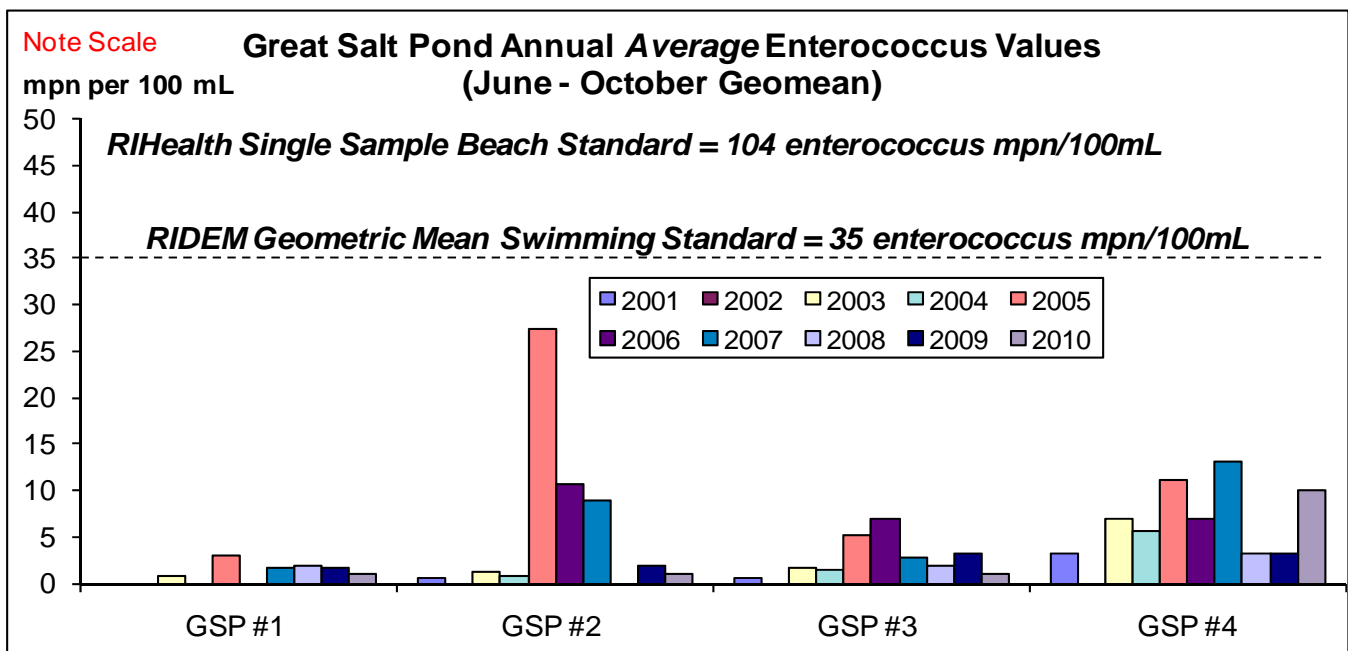 Note Scale
Great Salt Pond Annual Average Enterococcus Values
mpn per 100 mL
(June - October Geomean)
50
RIHealth Single Sample Beach Standard = 104 enterococcus mpn/100mL
45
40
RIDEM Geometric Mean Swimming Standard = 35 enterococcus mpn/100mL
35
30
2001 2002 2003 2004 2005
2006 2007 2008 2009 2010
25
20
15
10
5
0
GSP #1 GSP #2 GSP #3 GSP #4